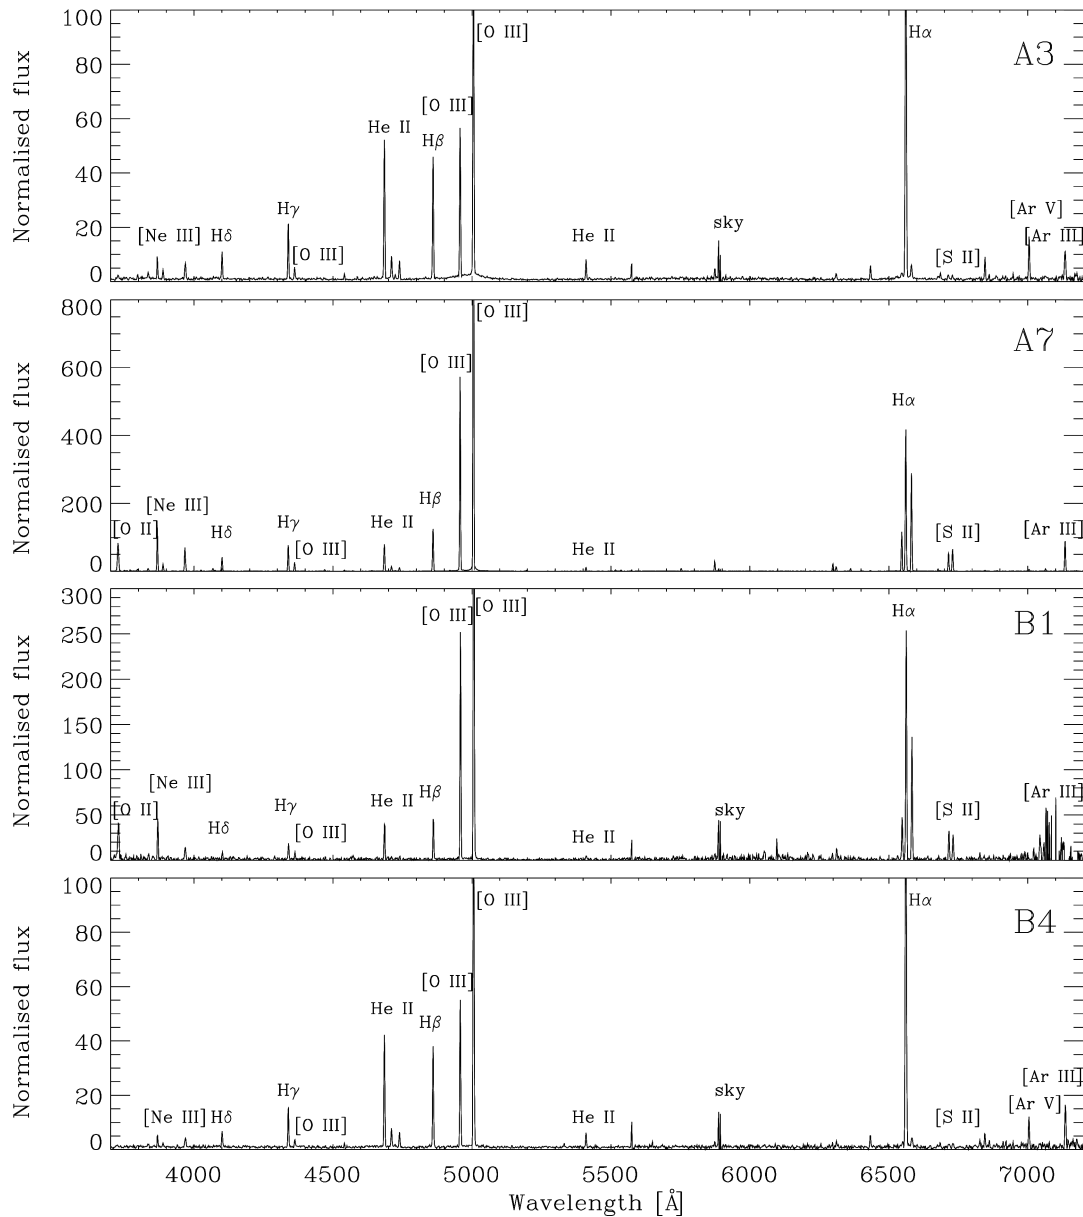 100
80
60
40
20
0
Normalised flux
A3
[Ne III]
Hδ
Hγ
[O III]
He II
Hβ
[O III]
[O III]
He II
sky
Hα
[S II]
[Ar V]
[Ar III]
800
600
400
200
0
Normalised flux
A7
[O II]
[Ne III]
Hδ
Hγ
[O III]
He II
Hβ
[O III]
[O III]
He II
Hα
[S II]
[Ar III]
300
250
200
150
100
50
0
Normalised flux
B1
[O II]
[Ne III]
Hδ
Hγ
[O III]
He II
Hβ
[O III]
[O III]
He II
sky
Hα
[S II]
[Ar III]
100
80
60
40
20
0
Normalised flux
B4
[Ne III]
Hδ
Hγ
[O III]
He II
Hβ
[O III]
[O III]
He II
sky
Hα
[S II]
[Ar III]
[Ar V]
4000 4500 5000 5500 6000 6500 7000
Wavelength [Å]